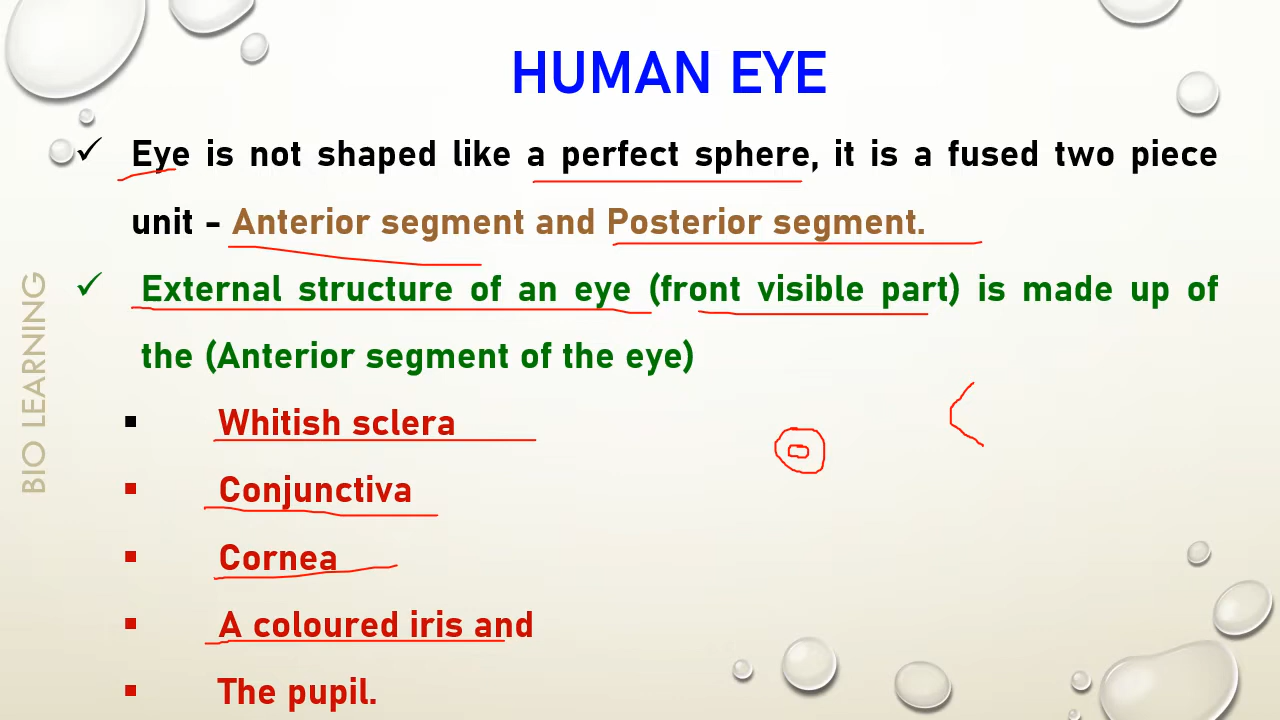 HUMAN EYE
✓ Eye is not shaped like a perfect sphere, it is a fused two piece
unit – Anterior segment and Posterior segment.
✓ External structure of an eye (front visible part) is made up of
the (Anterior segment of the eye)
▪ Whitish sclera
▪ Conjunctiva
▪ Cornea
▪ A coloured iris and
▪ The pupil.
BIO LEARNING